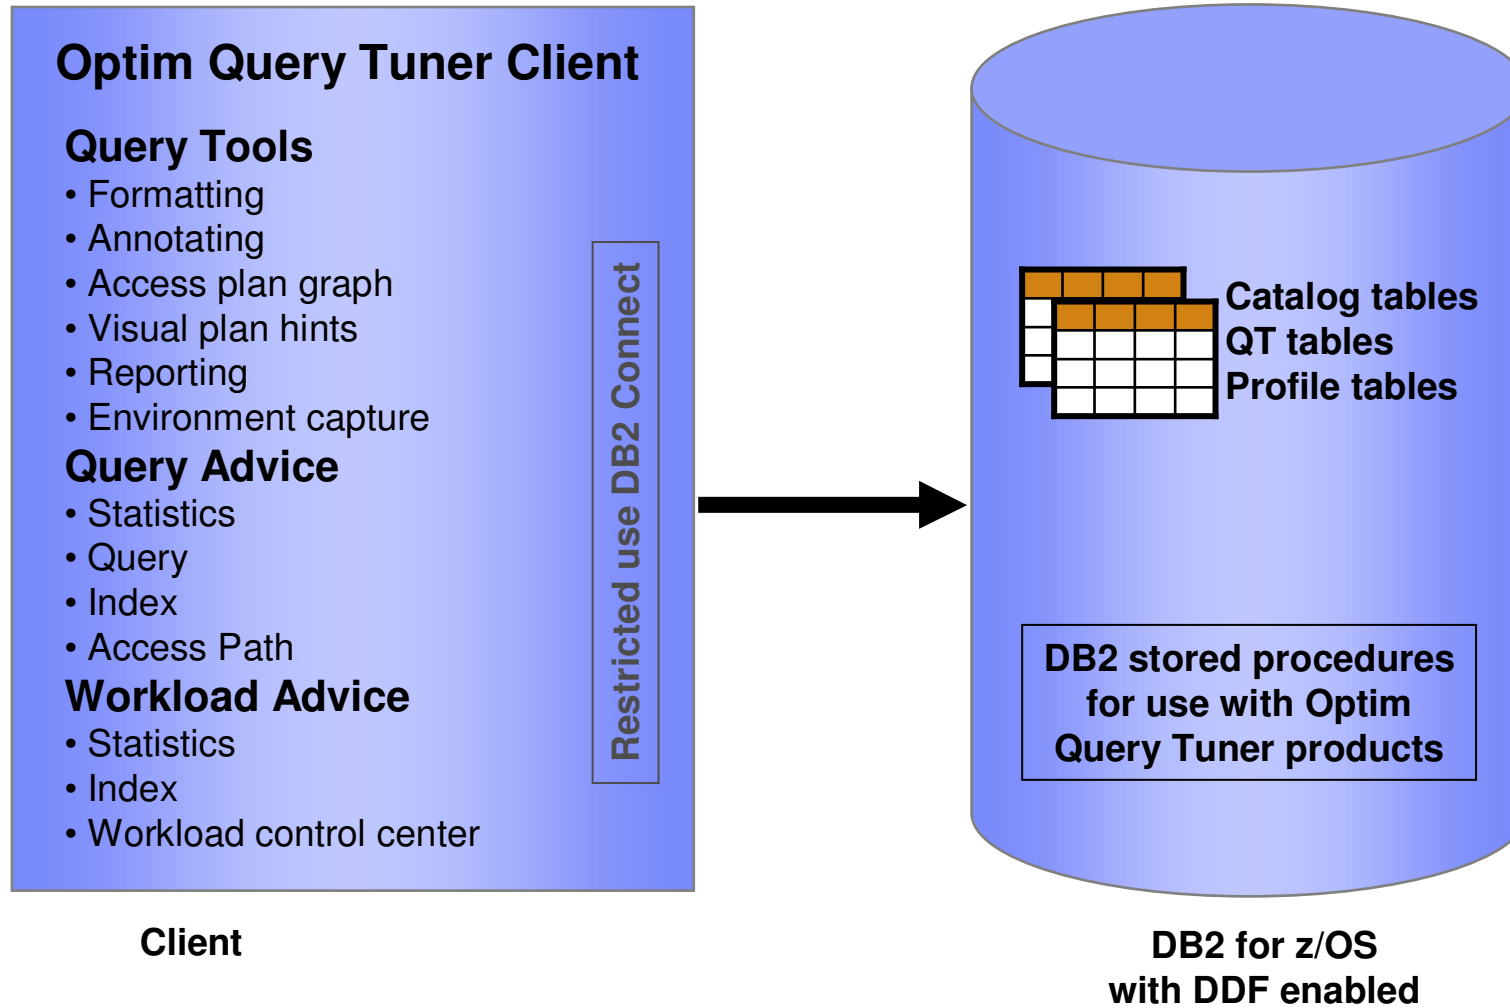 Optim Query Tuner Client
Query Tools
• Formatting
• Annotating
• Access plan graph
• Visual plan hints
• Reporting
• Environment capture
Query Advice
• Statistics
• Query
• Index
• Access Path
Workload Advice
• Statistics
• Index
• Workload control center
Restricted use DB2 Connect
Client
Catalog tables
QT tables
Profile tables
DB2 stored procedures
for use with Optim
Query Tuner products
DB2 for z/OS
with DDF enabled